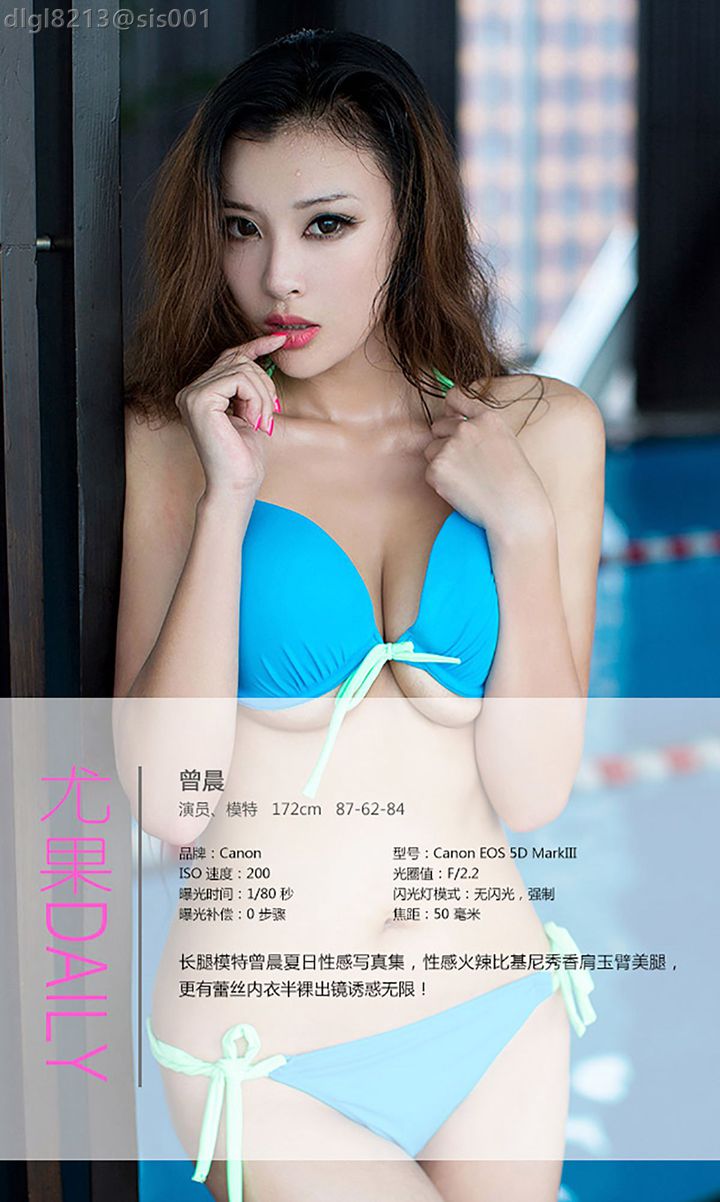 dlgl8213@sis001
尤果DAILY
曾晨
演员、模特 172cm 87-62-84
品牌：Canon 型号：Canon EOS 5D MarkIII
ISO 速度：200 光圈值：F/2.2
曝光时间：1/80 秒 闪光灯模式：无闪光，强制
曝光补偿：0 步骤 焦距：50 毫米
长腿模特曾晨夏日性感写真集，性感火辣比基尼秀香肩玉臂美腿，
更有蕾丝内衣半裸出镜诱惑无限！